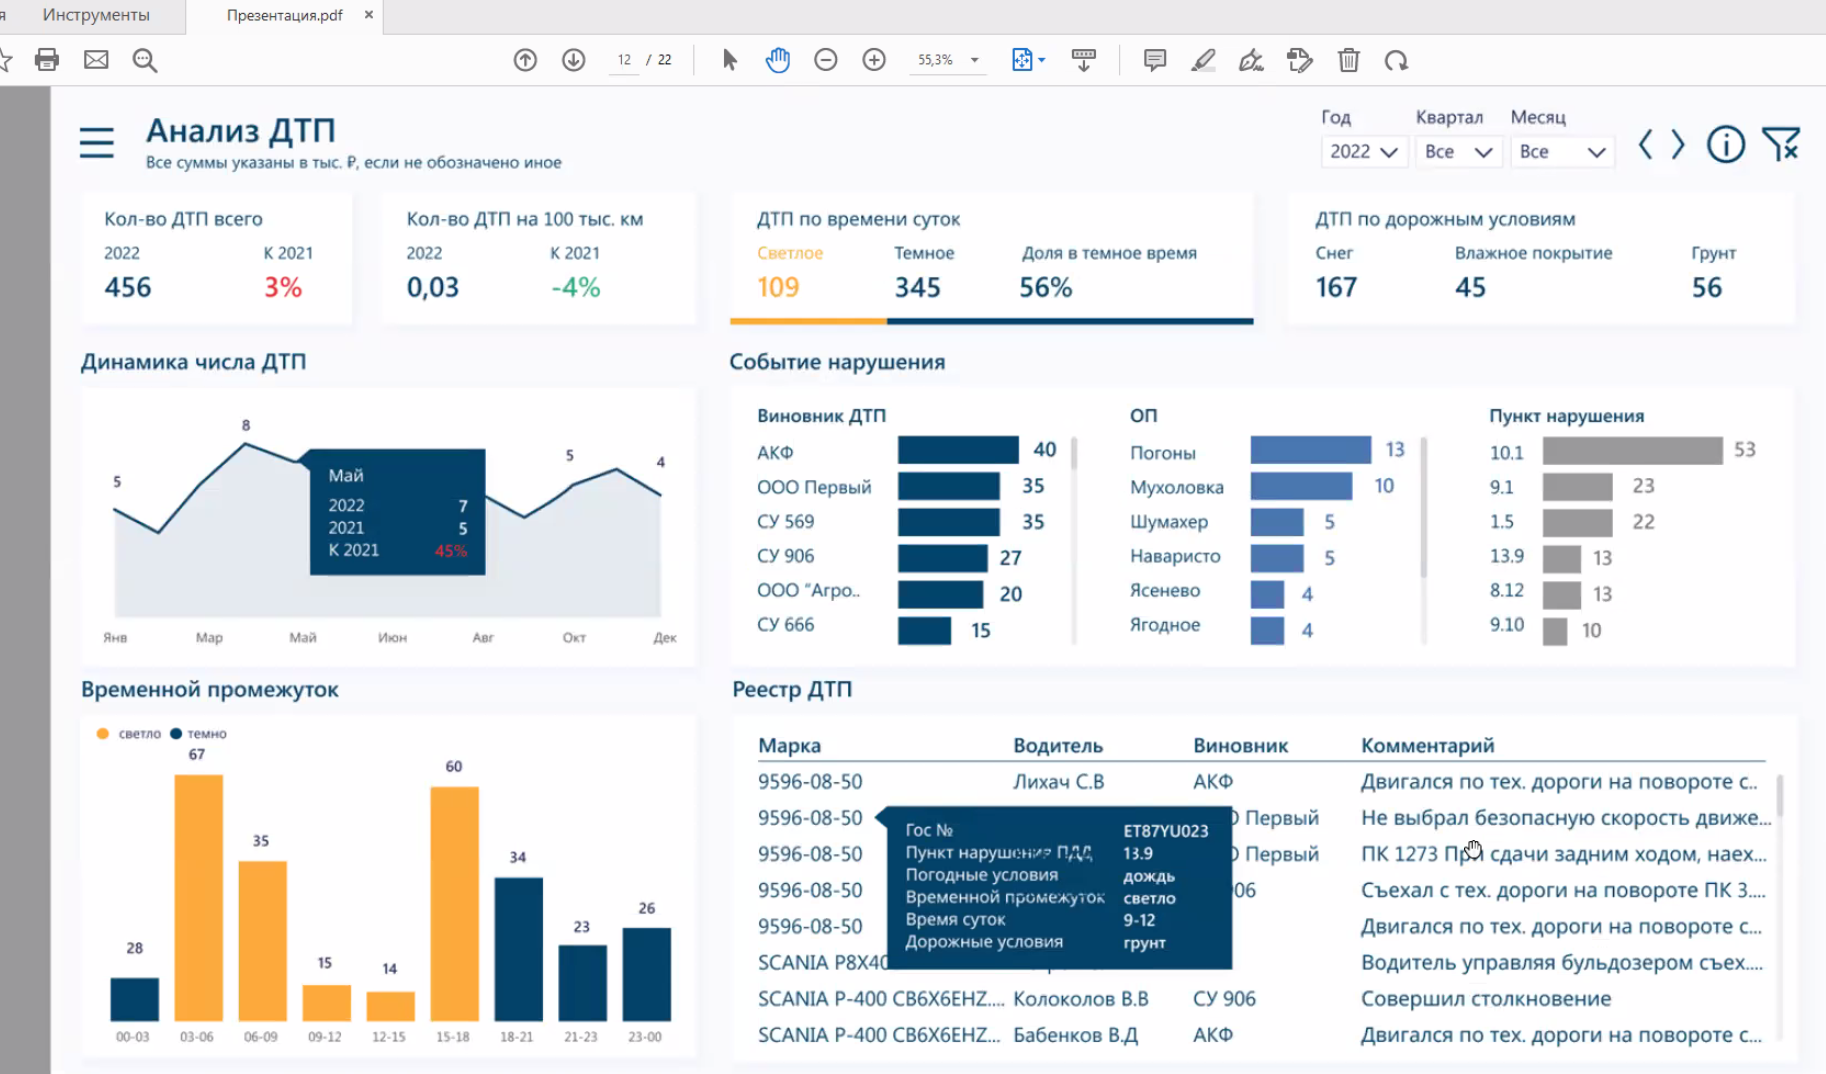 я
Инструменты
Презентация.pdf ×
12 / 22
55,3%
Анализ ДТП
Все суммы указаны в тыс. ₽, если не обозначено иное
Год Квартал Месяц
2022 Все Все
Кол-во ДТП всего
2022 К 2021
456 3%
Кол-во ДТП на 100 тыс. км
2022 К 2021
0,03 -4%
ДТП по времени суток
Светлое Темное Доля в темное время
109 345 56%
ДТП по дорожным условиям
Снег Влажное покрытие Грунт
167 45 56
Динамика числа ДТП
5 8 5 4
Май
2022 7
2021 5
К 2021 45%
Янв Мар Май Июн Авг Окт Дек
Событие нарушения
Виновник ДТП
АКФ 40
ООО Первый 35
СУ 569 35
СУ 906 27
ООО "Агро.. 20
СУ 666 15
ОП
Погоны 13
Мухоловка 10
Шумахер 5
Наваристо 5
Ясенево 4
Ягодное 4
Пункт нарушения
10.1 53
9.1 23
1.5 22
13.9 13
8.12 13
9.10 10
Временной промежуток
светло темно
28 67 35 15 14 60 34 23 26
00-03 03-06 06-09 09-12 12-15 15-18 18-21 21-23 23-00
Реестр ДТП
Марка Водитель Виновник Комментарий
9596-08-50 Лихач С.В АКФ Двигался по тех. дороги на повороте с..
9596-08-50 Первый Не выбрал безопасную скорость движе...
9596-08-50 Первый ПК 1273 При сдачи задним ходом, наех...
9596-08-50 06 Съехал с тех. дороги на повороте ПК 3....
9596-08-50 Двигался по тех. дороги на повороте с...
SCANIA P8X40 Водитель управляя бульдозером съех....
SCANIA P-400 CB6X6EHZ.... Колоколов В.В СУ 906 Совершил столкновение
SCANIA P-400 CB6X6EHZ... Бабенков В.Д АКФ Двигался по тех. дороги на повороте с...
Гос № ET87YU023
Пункт нарушения ПДД 13.9
Погодные условия дождь
Временной промежуток светло
Время суток 9-12
Дорожные условия грунт